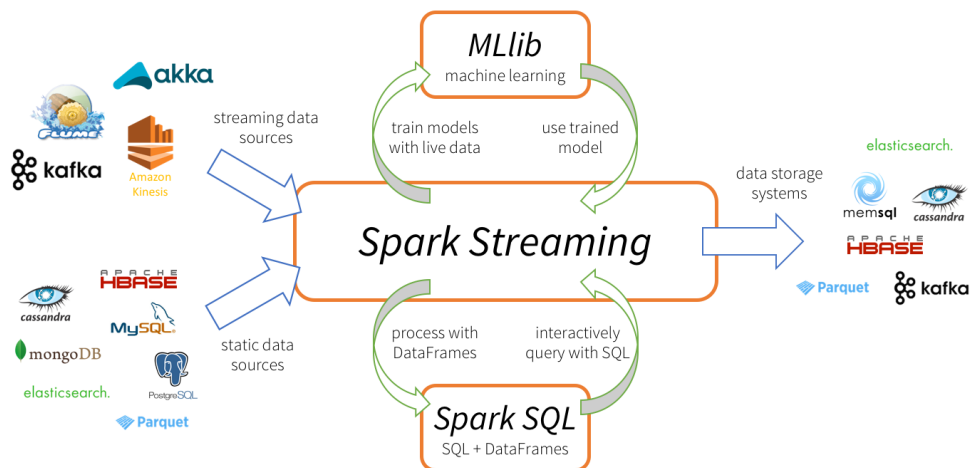 MLlib
machine learning
akka
FLUME
kafka
Amazon
Kinesis
streaming data
sources
train models
with live data
use trained
model
Spark Streaming
data storage
systems
elasticsearch.
memsql
cassandra
APACHE
HBASE
Parquet
kafka
APACHE
HBASE
cassandra
MySQL®
mongoDB
PostgreSQL
elasticsearch.
Parquet
static data
sources
process with
DataFrames
interactively
query with SQL
Spark SQL
SQL + DataFrames